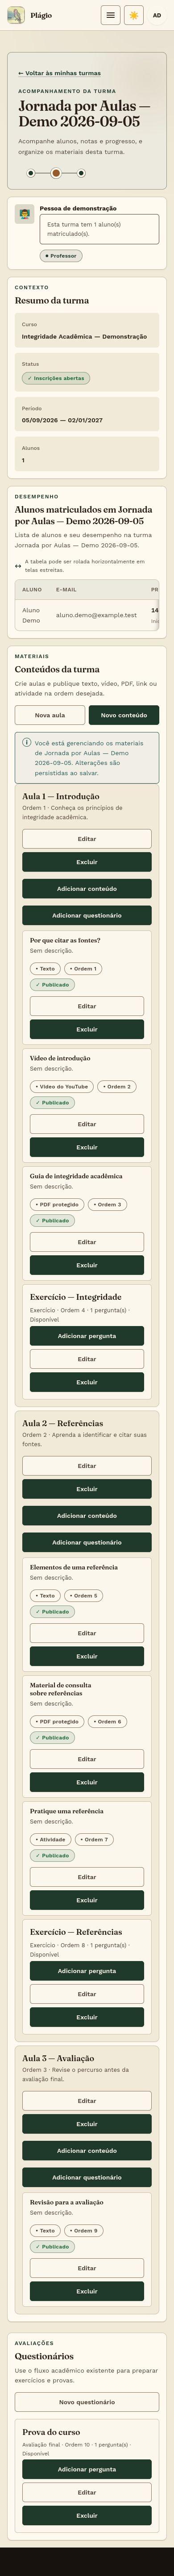 Plágio
AD
← Voltar às minhas turmas
ACOMPANHAMENTO DA TURMA
Jornada por Aulas —
Demo 2026-09-05
Acompanhe alunos, notas e progresso, e
organize os materiais desta turma.
Pessoa de demonstração
Esta turma tem 1 aluno(s)
matriculado(s).
Professor
CONTEXTO
Resumo da turma
Curso
Integridade Acadêmica — Demonstração
Status
✓ Inscrições abertas
Período
05/09/2026 — 02/01/2027
Alunos
1
DESEMPENHO
Alunos matriculados em Jornada
por Aulas — Demo 2026-09-05
Lista de alunos e seu desempenho na turma
Jornada por Aulas — Demo 2026-09-05.
↔ A tabela pode ser rolada horizontalmente em
telas estreitas.
ALUNO E-MAIL PR
Aluno
Demo
aluno.demo@example.test
14
MATERIAIS
Conteúdos da turma
Crie aulas e publique texto, vídeo, PDF, link ou
atividade na ordem desejada.
Nova aula
Novo conteúdo
Você está gerenciando os materiais
de Jornada por Aulas — Demo
2026-09-05. Alterações são
persistidas ao salvar.
Aula 1 — Introdução
Ordem 1 · Conheça os princípios de
integridade acadêmica.
Editar
Excluir
Adicionar conteúdo
Adicionar questionário
Por que citar as fontes?
Sem descrição.
• Texto
• Ordem 1
✓ Publicado
Editar
Excluir
Vídeo de introdução
Sem descrição.
• Vídeo do YouTube
• Ordem 2
✓ Publicado
Editar
Excluir
Guia de integridade acadêmica
Sem descrição.
• PDF protegido
• Ordem 3
✓ Publicado
Editar
Excluir
Exercício — Integridade
Exercício · Ordem 4 · 1 pergunta(s) ·
Disponível
Adicionar pergunta
Editar
Excluir
Aula 2 — Referências
Ordem 2 · Aprenda a identificar e citar suas
fontes.
Editar
Excluir
Adicionar conteúdo
Adicionar questionário
Elementos de uma referência
Sem descrição.
• Texto
• Ordem 5
✓ Publicado
Editar
Excluir
Material de consulta
sobre referências
Sem descrição.
• PDF protegido
• Ordem 6
✓ Publicado
Editar
Excluir
Pratique uma referência
Sem descrição.
• Atividade
• Ordem 7
✓ Publicado
Editar
Excluir
Exercício — Referências
Exercício · Ordem 8 · 1 pergunta(s) ·
Disponível
Adicionar pergunta
Editar
Excluir
Aula 3 — Avaliação
Ordem 3 · Revise o percurso antes da
avaliação final.
Editar
Excluir
Adicionar conteúdo
Adicionar questionário
Revisão para a avaliação
Sem descrição.
• Texto
• Ordem 9
✓ Publicado
Editar
Excluir
AVALIAÇÕES
Questionários
Use o fluxo acadêmico existente para preparar
exercícios e provas.
Novo questionário
Prova do curso
Avaliação final · Ordem 10 · 1 pergunta(s) ·
Disponível
Adicionar pergunta
Editar
Excluir